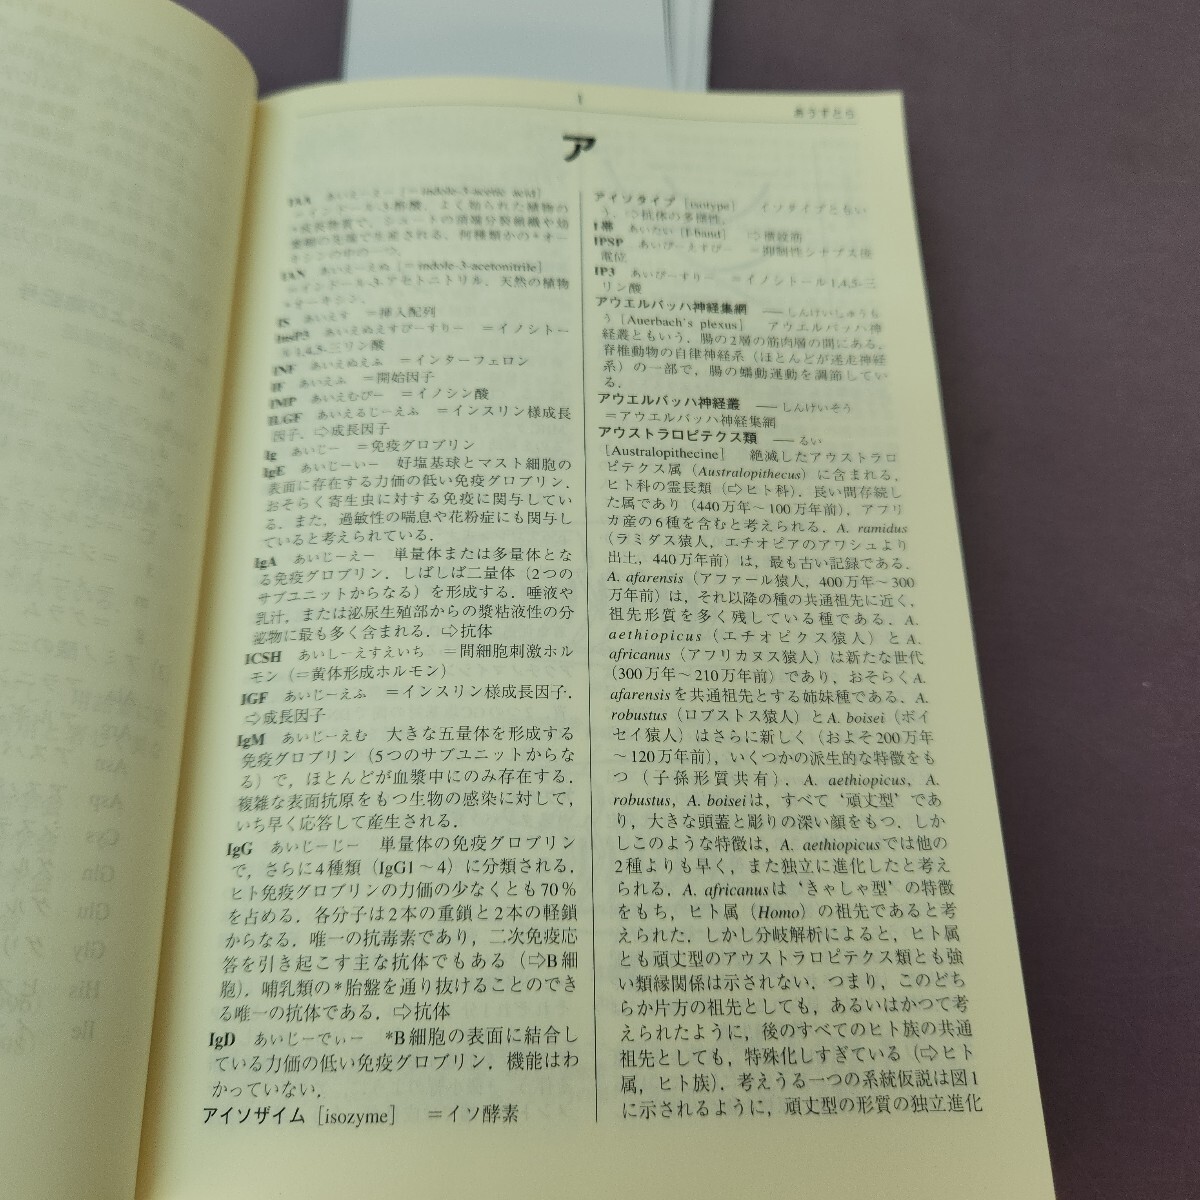 1
あうすとら
ア
IAA あいえーえー [= indole-3-acetic acid]
=インドール-3-酢酸．よく知られた植物の
*成長物質で，シュートの頂端分裂組織や幼
葉鞘の先端で生産される．何種類かの*オー
キシンの中の一つ．
IAN あいえーえぬ [= indole-3-acetonitrile]
=インドール-3-アセトニトリル．天然の植物
*オーキシン．
IS あいえす =挿入配列
InsP3 あいえぬえすぴーすりー =イノシトー
ル1,4,5-三リン酸
INF あいえぬえふ =インターフェロン
IF あいえふ =開始因子
IMP あいえむぴー =イノシン酸
ILGF あいえるじーえふ =インスリン様成長
因子．⇨成長因子
Ig あいじー =免疫グロブリン
IgE あいじーいー 好塩基球とマスト細胞の
表面に存在する力価の低い免疫グロブリン．
おそらく寄生虫に対する免疫に関与してい
る．また，過敏性の喘息や花粉症にも関与し
ていると考えられている．
IgA あいじーえー 単量体または多量体とな
る免疫グロブリン．しばしば二量体（2つの
サブユニットからなる）を形成する．唾液や
乳汁，または泌尿生殖部からの漿粘液性の分
泌物に最も多く含まれる．⇨抗体
ICSH あいしーえすえいち =間細胞刺激ホル
モン（=黄体形成ホルモン）
IGF あいじーえふ =インスリン様成長因子．
⇨成長因子
IgM あいじーえむ 大きな五量体を形成する
免疫グロブリン（5つのサブユニットからな
る）で，ほとんどが血漿中にのみ存在する．
複雑な表面抗原をもつ生物の感染に対して，
いち早く応答して産生される．
IgG あいじーじー 単量体の免疫グロブリン
で，さらに4種類（IgG1～4）に分類される．
ヒト免疫グロブリンの力価の少なくとも70％
を占める．各分子は2本の重鎖と2本の軽鎖
からなる．唯一の抗毒素であり，二次免疫応
答を引き起こす主な抗体でもある（⇨B細
胞）．哺乳類の*胎盤を通り抜けることのでき
る唯一の抗体である．⇨抗体
IgD あいじーでぃー *B細胞の表面に結合し
ている力価の低い免疫グロブリン．機能はわ
かっていない．
アイソザイム [isozyme] =イソ酵素
アイソタイプ [isotype] イソタイプともい
う．⇨抗体の多様性．
I帯 あいたい [I-band] ⇨横紋筋
IPSP あいぴーえすぴー =抑制性シナプス後
電位
IP3 あいぴーすりー =イノシトール1,4,5-三
リン酸
アウエルバッハ神経集網 ――しんけいしゅうも
う [Auerbach's plexus] アウエルバッハ神
経叢ともいう．腸の2層の筋肉層の間にある．
脊椎動物の自律神経系（ほとんどが迷走神経
系）の一部で，腸の蠕動運動を調節してい
る．
アウエルバッハ神経叢 ――しんけいそう
=アウエルバッハ神経集網
アウストラロピテクス類 ――るい
[Australopithecine] 絶滅したアウストラロ
ピテクス属（Australopithecus）に含まれる，
ヒト科の霊長類（⇨ヒト科）．長い間存続し
た属であり（440万年～100万年前），アフリ
カ産の6種を含むと考えられる．A. ramidus
（ラミダス猿人，エチオピアのアワシュより
出土，440万年前）は，最も古い記録である．
A. afarensis（アファール猿人，400万年～300
万年前）は，それ以降の種の共通祖先に近く，
祖先形質を多く残している種である．A.
aethiopicus（エチオピクス猿人）とA.
africanus（アフリカヌス猿人）は新たな世代
（300万年～210万年前）であり，おそらくA.
afarensisを共通祖先とする姉妹種である．A.
robustus（ロブストス猿人）とA. boisei（ボイ
セイ猿人）はさらに新しく（およそ200万年
～120万年前），いくつかの派生的な特徴をも
つ（子孫形質共有）．A. aethiopicus，A.
robustus，A. boiseiは，すべて‘頑丈型’であ
り，大きな頭蓋と彫りの深い顔をもつ．しか
しこのような特徴は，A. aethiopicusでは他の
2種よりも早く，また独立に進化したと考え
られる．A. africanusは‘きゃしゃ型’の特徴
をもち，ヒト属（Homo）の祖先であると考
えられた．しかし分岐解析によると，ヒト属
とも頑丈型のアウストラロピテクス類とも強
い類縁関係は示されない．つまり，このどち
らか片方の祖先としても，あるいはかつて考
えられたように，後のすべてのヒト族の共通
祖先としても，特殊化しすぎている（⇨ヒト
属，ヒト族）．考えうる一つの系統仮説は図1
に示されるように，頑丈型の形質の独立進化